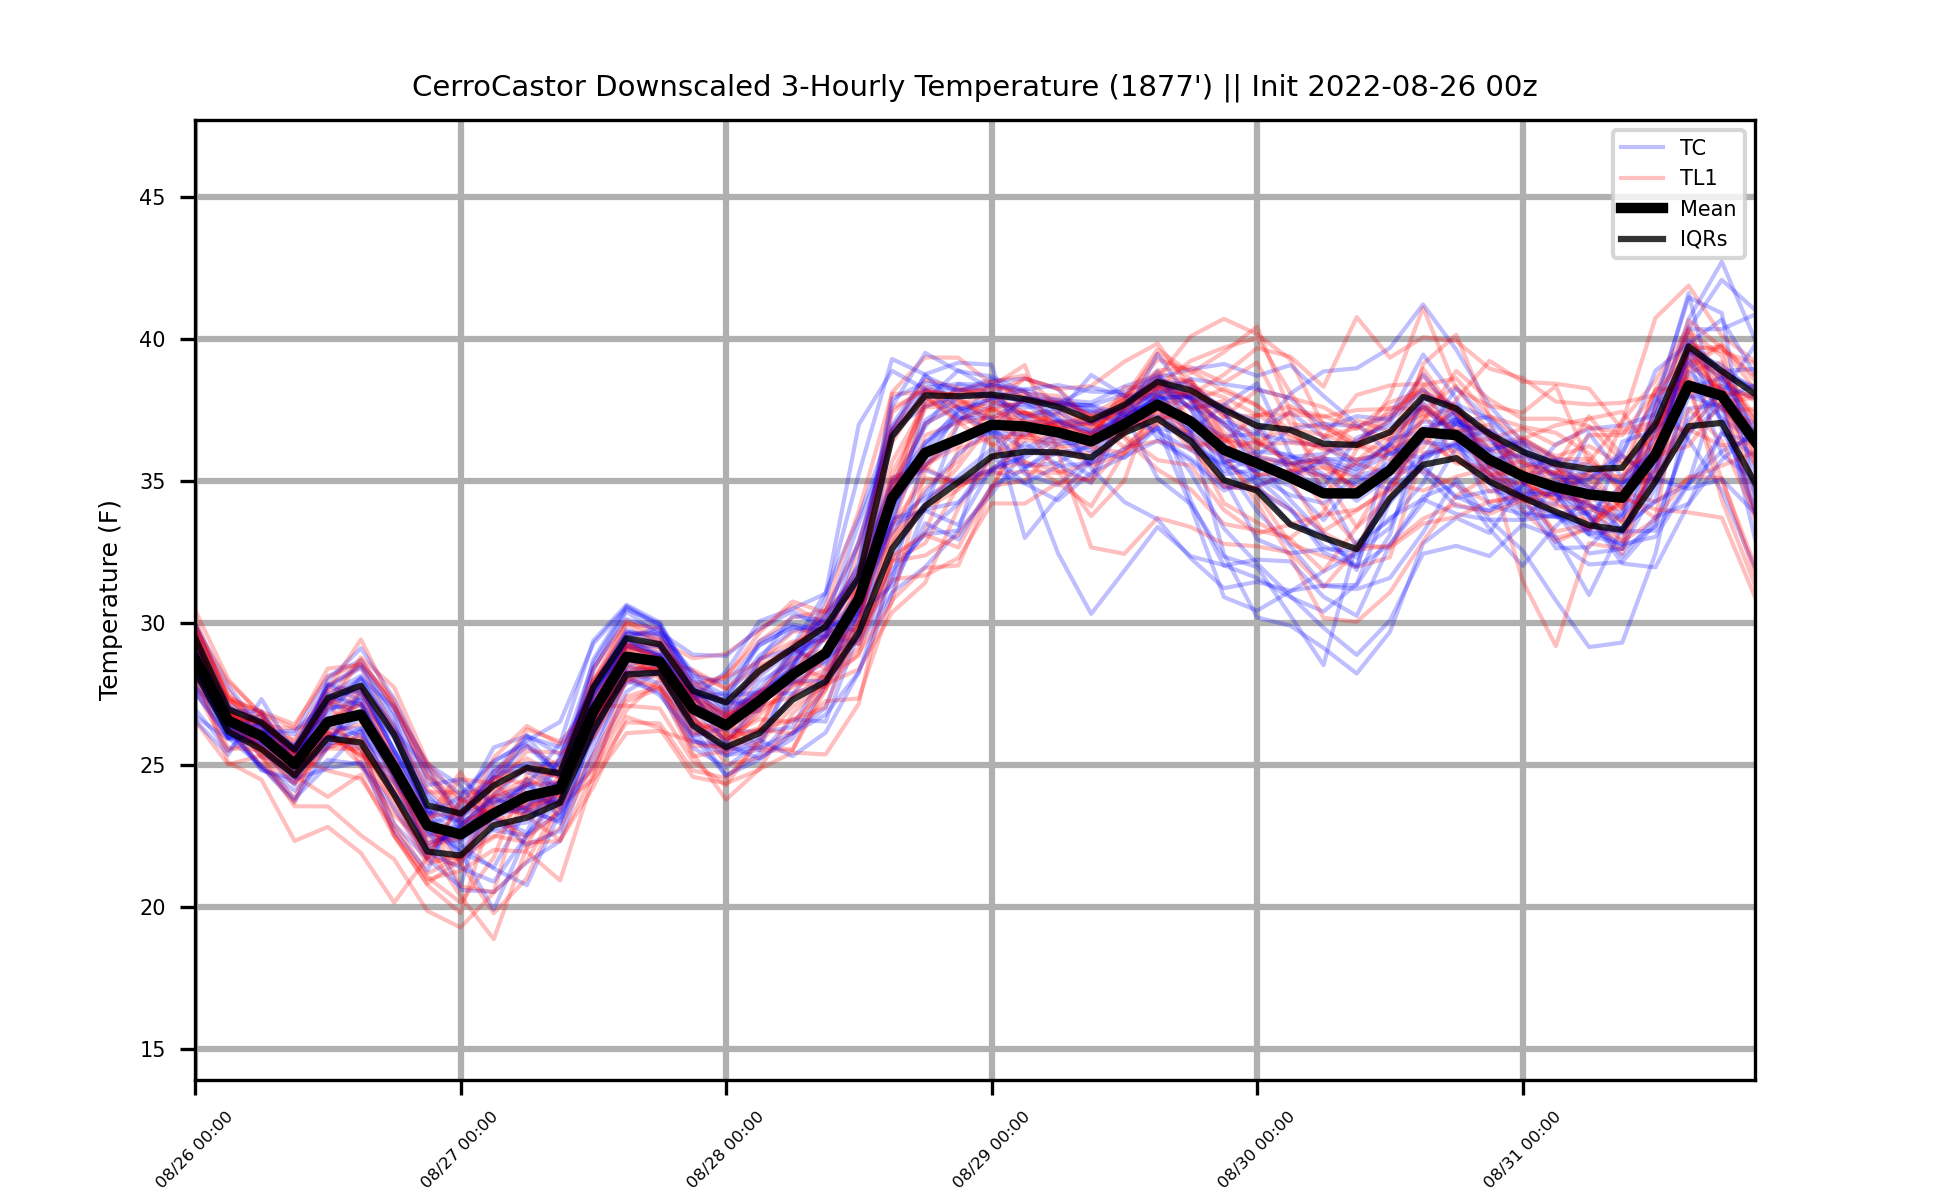 CerroCastor Downscaled 3-Hourly Temperature (1877') || Init 2022-08-26 00z
TC
TL1
Mean
IQRs
Temperature (F)
45
40
35
30
25
20
15
08/26 00:00
08/27 00:00
08/28 00:00
08/29 00:00
08/30 00:00
08/31 00:00